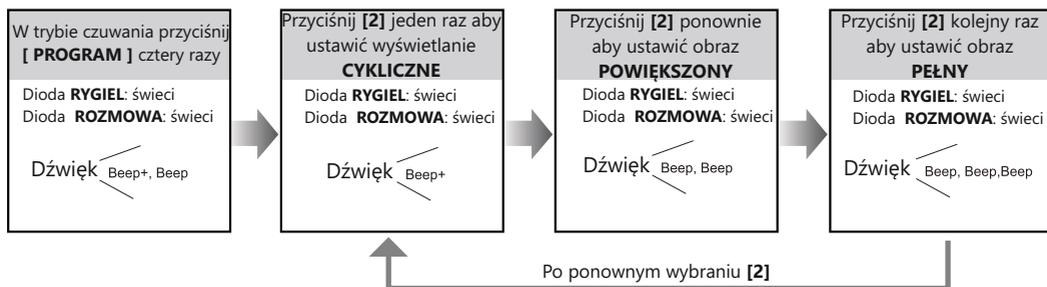 W trybie czuwania przyciśnij
[ PROGRAM ] cztery razy
Dioda RYGIEL: świeci
Dioda ROZMOWA: świeci
Dźwięk Beep+, Beep
Przyciśnij [2] jeden raz aby
ustawić wyświetlanie
CYKLICZNE
Dioda RYGIEL: świeci
Dioda ROZMOWA: świeci
Dźwięk Beep+
Przyciśnij [2] ponownie
aby ustawić obraz
POWIĘKSZONY
Dioda RYGIEL: świeci
Dioda ROZMOWA: świeci
Dźwięk Beep, Beep
Przyciśnij [2] kolejny raz
aby ustawić obraz
PEŁNY
Dioda RYGIEL: świeci
Dioda ROZMOWA: świeci
Dźwięk Beep, Beep,Beep
Po ponownym wybraniu [2]